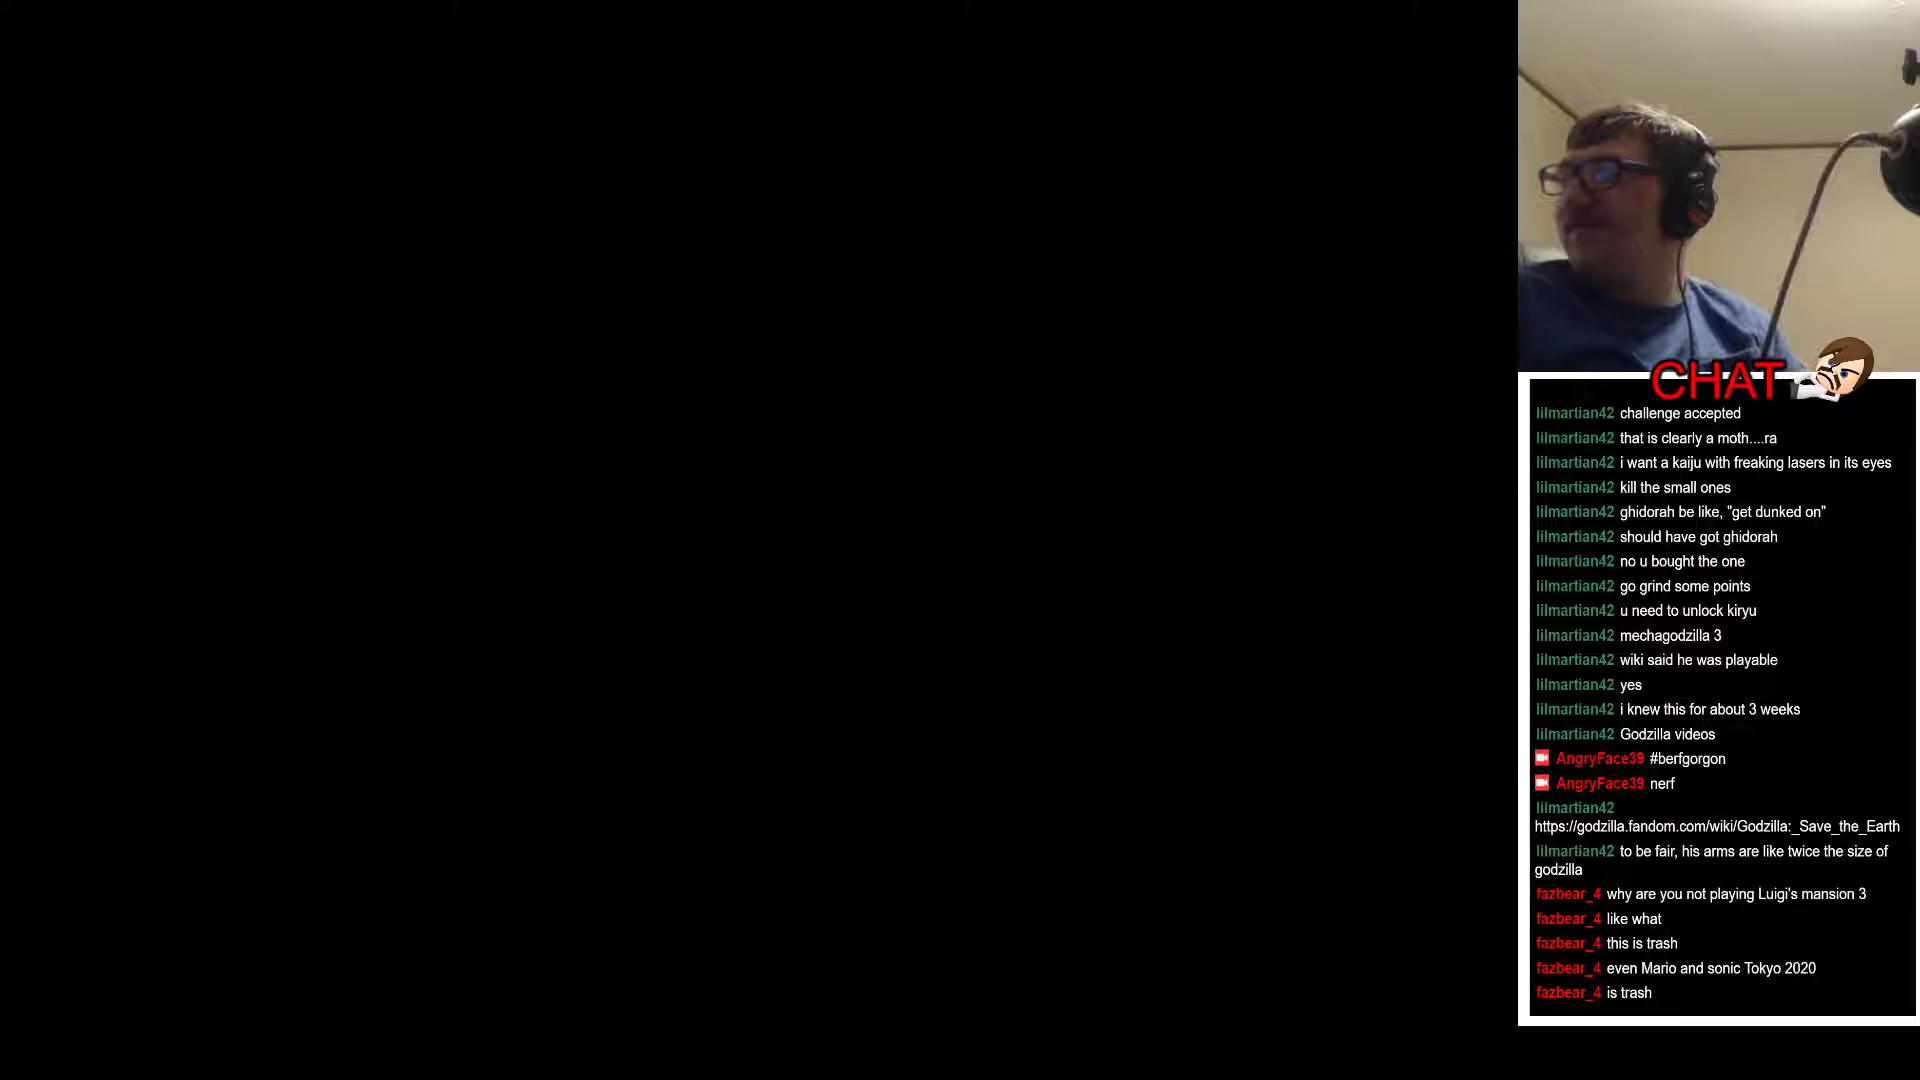 CHAT
lilmartian42 challenge accepted
lilmartian42 that is clearly a moth....ra
lilmartian42 i want a kaiju with freaking lasers in its eyes
lilmartian42 kill the small ones
lilmartian42 ghidorah be like, "get dunked on"
lilmartian42 should have got ghidorah
lilmartian42 no u bought the one
lilmartian42 go grind some points
lilmartian42 u need to unlock kiryu
lilmartian42 mechagodzilla 3
lilmartian42 wiki said he was playable
lilmartian42 yes
lilmartian42 i knew this for about 3 weeks
lilmartian42 Godzilla videos
AngryFace39 #berfgorgon
AngryFace39 nerf
lilmartian42
https://godzilla.fandom.com/wiki/Godzilla:_Save_the_Earth
lilmartian42 to be fair, his arms are like twice the size of
godzilla
fazbear_4 why are you not playing Luigi's mansion 3
fazbear_4 like what
fazbear_4 this is trash
fazbear_4 even Mario and sonic Tokyo 2020
fazbear_4 is trash